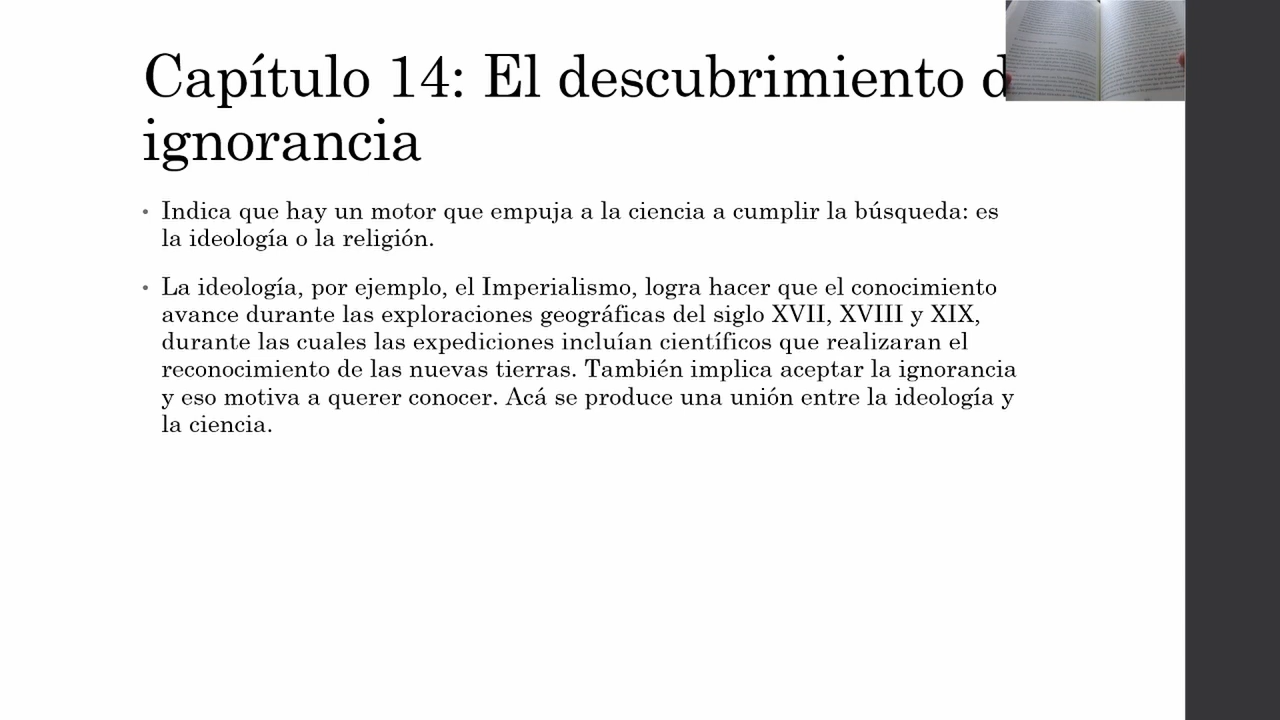 Capítulo 14: El descubrimiento
ignorancia
• Indica que hay un motor que empuja a la ciencia a cumplir la búsqueda: es
la ideología o la religión.
• La ideología, por ejemplo, el Imperialismo, logra hacer que el conocimiento
avance durante las exploraciones geográficas del siglo XVII, XVIII y XIX,
durante las cuales las expediciones incluían científicos que realizaran el
reconocimiento de las nuevas tierras. También implica aceptar la ignorancia
y eso motiva a querer conocer. Acá se produce una unión entre la ideología y
la ciencia.